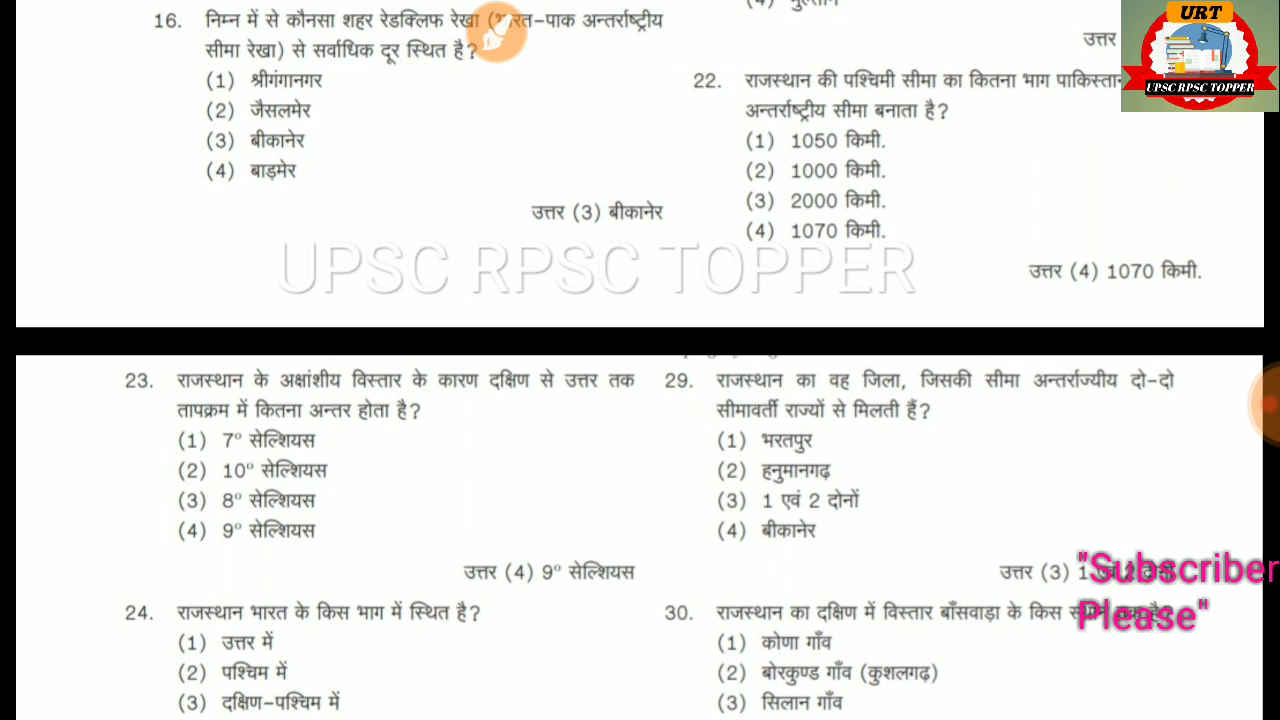 16. निम्न में से कौनसा शहर रेडक्लिफ रेखा पाक अन्तर्राष्ट्रीय
सीमा रेखा) से सर्वाधिक दूर स्थित है?
(1) श्रीगंगानगर
(2) जैसलमेर
(3) बीकानेर
(4) बाड़मेर
उत्तर (3) बीकानेर
उत्तर
22. राजस्थान की पश्चिमी सीमा का कितना भाग
अन्तर्राष्ट्रीय सीमा बनाता है?
(1) 1050 किमी.
(2) 1000 किमी.
(3) 2000 किमी.
(4) 1070 किमी.
उत्तर (4) 1070 किमी.
URT
UPSC RPSC TOPPER
UPSC RPSC TOPPER
23. राजस्थान के अक्षांशीय विस्तार के कारण दक्षिण से उत्तर तक
तापक्रम में कितना अन्तर होता है?
(1) 7° सेल्शियस
(2) 10° सेल्शियस
(3) 8° सेल्शियस
(4) 9° सेल्शियस
उत्तर (4) 9° सेल्शियस
24. राजस्थान भारत के किस भाग में स्थित है?
(1) उत्तर में
(2) पश्चिम में
(3) दक्षिण-पश्चिम में
29. राजस्थान का वह जिला, जिसकी सीमा अन्तर्राज्यीय दो-दो
सीमावर्ती राज्यों से मिलती हैं?
(1) भरतपुर
(2) हनुमानगढ़
(3) 1 एवं 2 दोनों
(4) बीकानेर
उत्तर (3) 1
30. राजस्थान का दक्षिण में विस्तार बाँसवाड़ा के किस
(1) कोणा गाँव
(2) बोरकुण्ड गाँव (कुशलगढ़)
(3) सिलान गाँव
"Subscriber
Please"